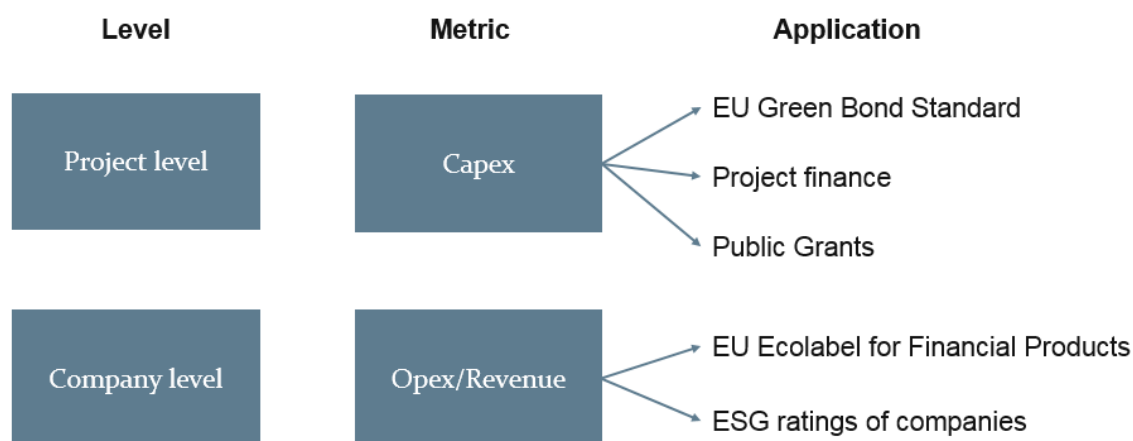 Level
Metric
Application
Project level
Capex
EU Green Bond Standard
Project finance
Public Grants
Company level
Opex/Revenue
EU Ecolabel for Financial Products
ESG ratings of companies